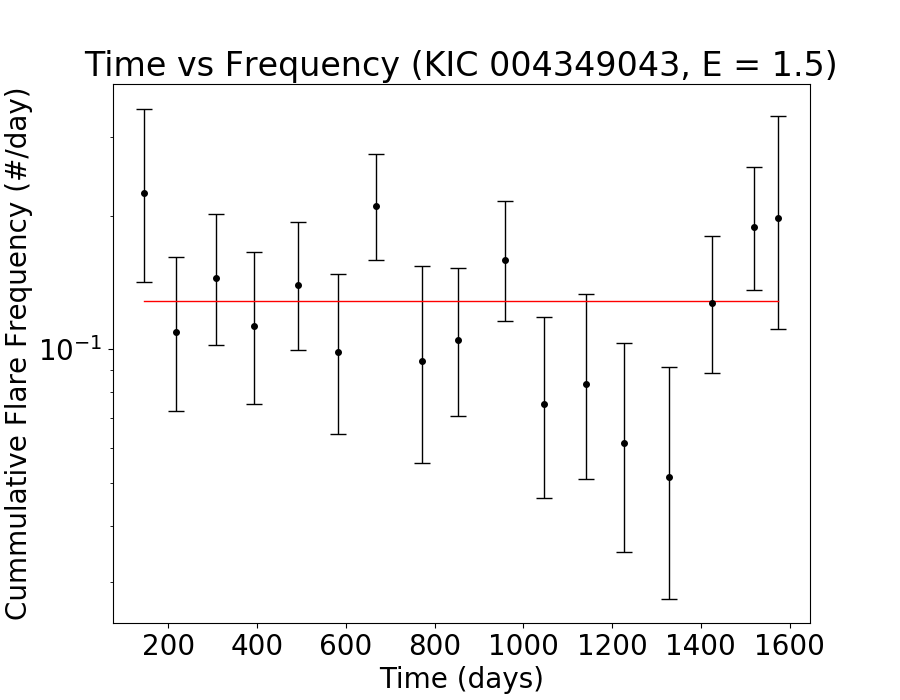 Time vs Frequency (KIC 004349043, E = 1.5)
Cummulative Flare Frequency (#/day)
10⁻¹
200 400 600 800 1000 1200 1400 1600
Time (days)